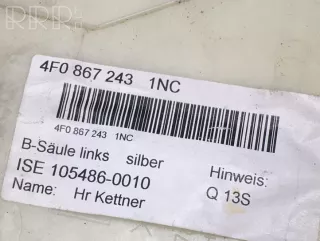 RRR
4F0 867 243 1NC
4F0 867 243 1NC
B-Säule links silber
Hinweis:
ISE 105486-0010
Q 13S
Name: Hr Kettner